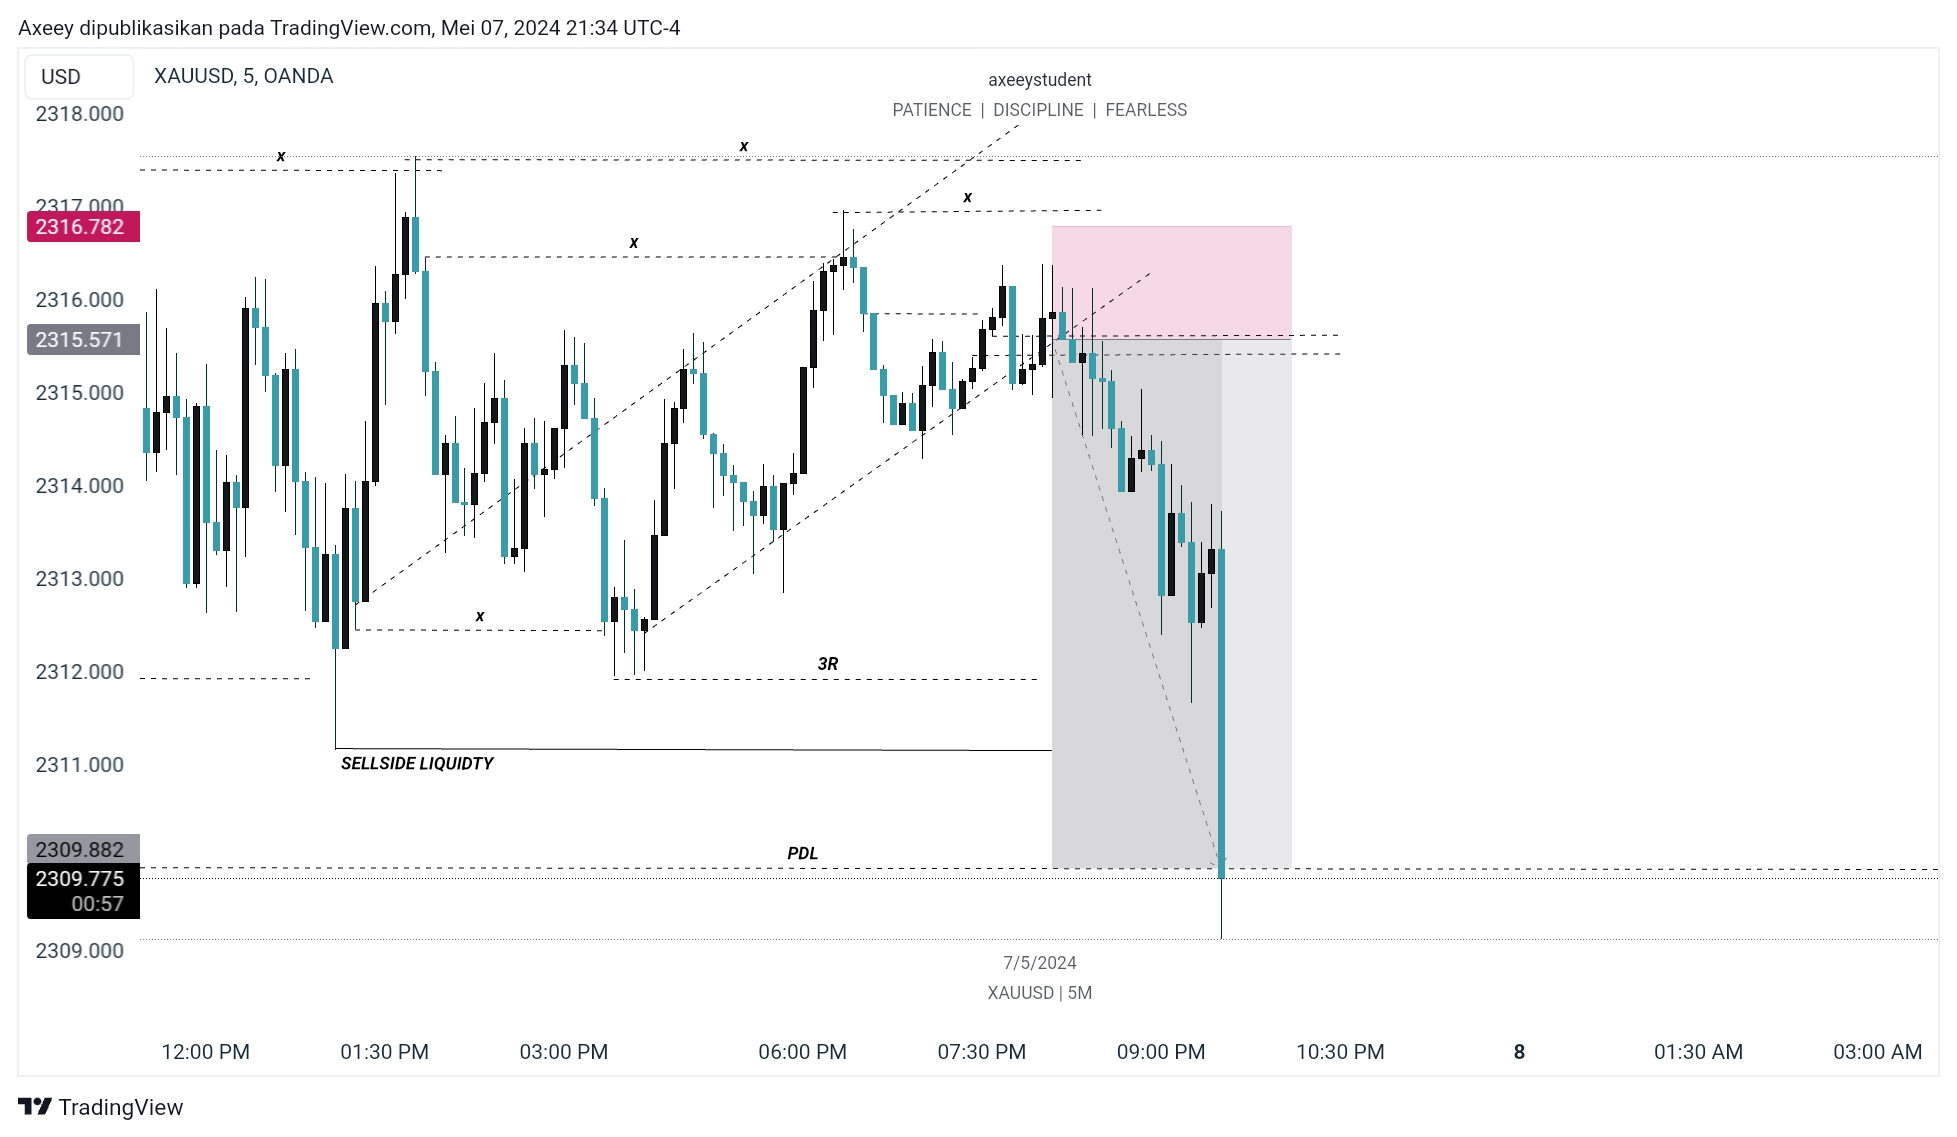 Axeey dipublikasikan pada TradingView.com, Mei 07, 2024 21:34 UTC-4
USD
XAUUSD, 5, OANDA
axeeystudent
PATIENCE | DISCIPLINE | FEARLESS
2318.000
x
x
2317.000
x
2316.782
x
2316.000
2315.571
2315.000
2314.000
2313.000
x
2312.000
3R
2311.000
SELLSIDE LIQUIDTY
2309.882
PDL
2309.775
00:57
2309.000
7/5/2024
XAUUSD | 5M
12:00 PM 01:30 PM 03:00 PM 06:00 PM 07:30 PM 09:00 PM 10:30 PM 8 01:30 AM 03:00 AM
TradingView